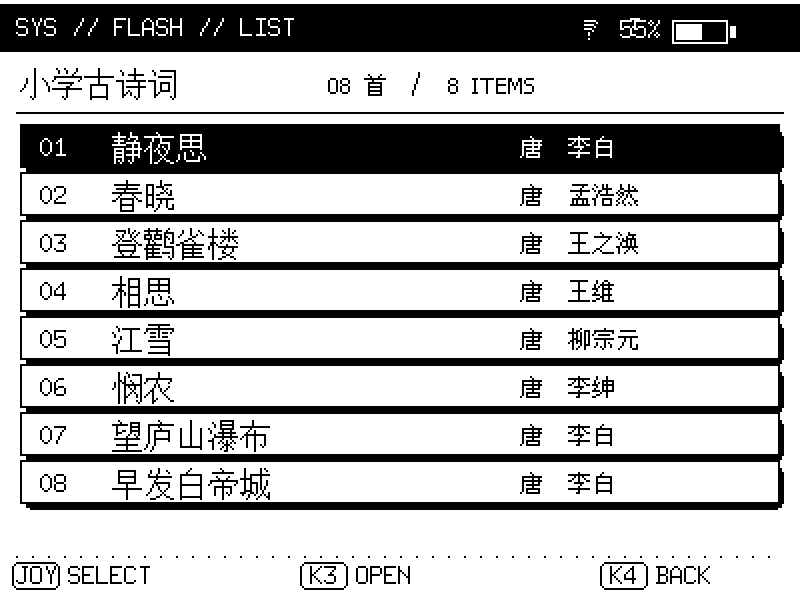 SYS // FLASH // LIST 55%
小学古诗词 08 首 / 8 ITEMS
01 静夜思 唐 李白
02 春晓 唐 孟浩然
03 登鹳雀楼 唐 王之涣
04 相思 唐 王维
05 江雪 唐 柳宗元
06 悯农 唐 李绅
07 望庐山瀑布 唐 李白
08 早发白帝城 唐 李白
JOY SELECT K3 OPEN K4 BACK